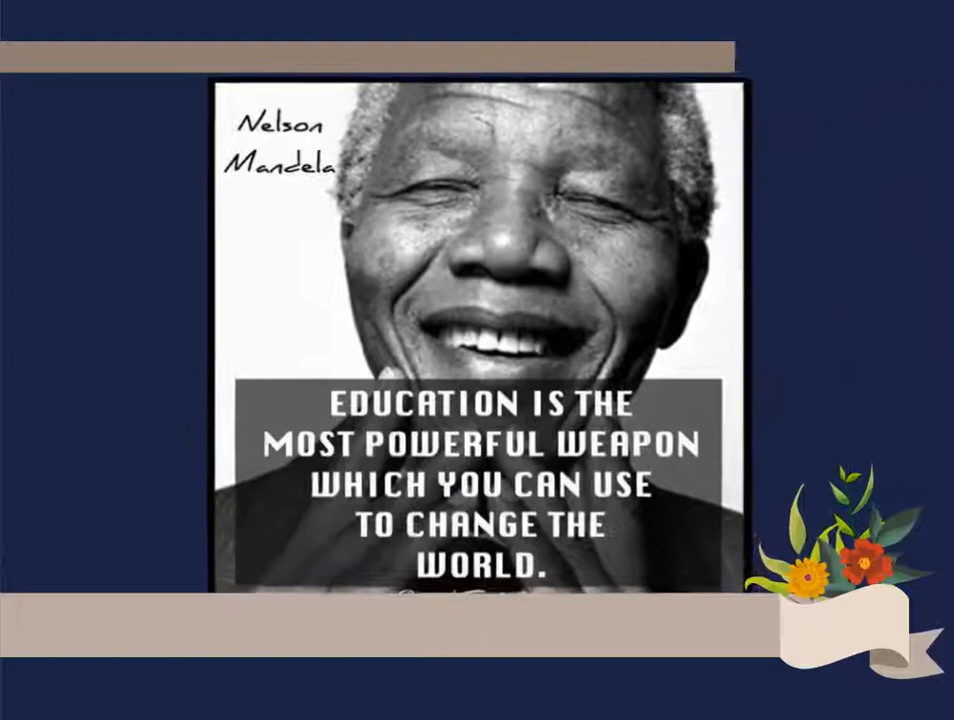 Nelson
Mandela
EDUCATION IS THE
MOST POWERFUL WEAPON
WHICH YOU CAN USE
TO CHANGE THE
WORLD.